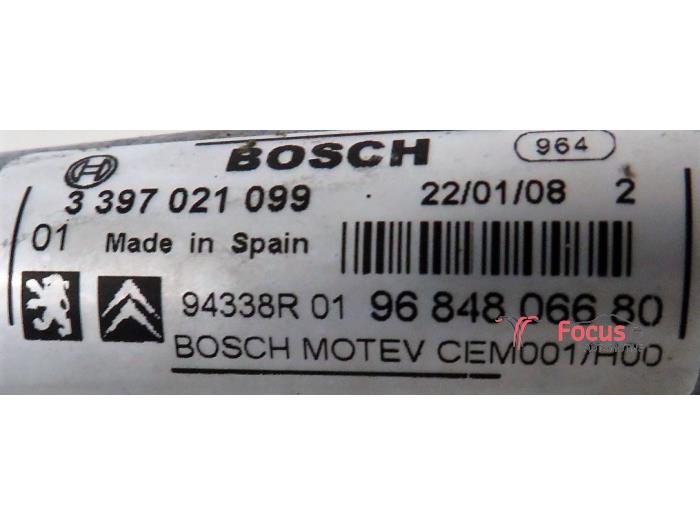 BOSCH 964
3 397 021 099 22/01/08 2
01 Made in Spain
94338R 01 96 848 066 80
BOSCH MOTEV CEM001/H00
Focus
AUTOMOTIVE